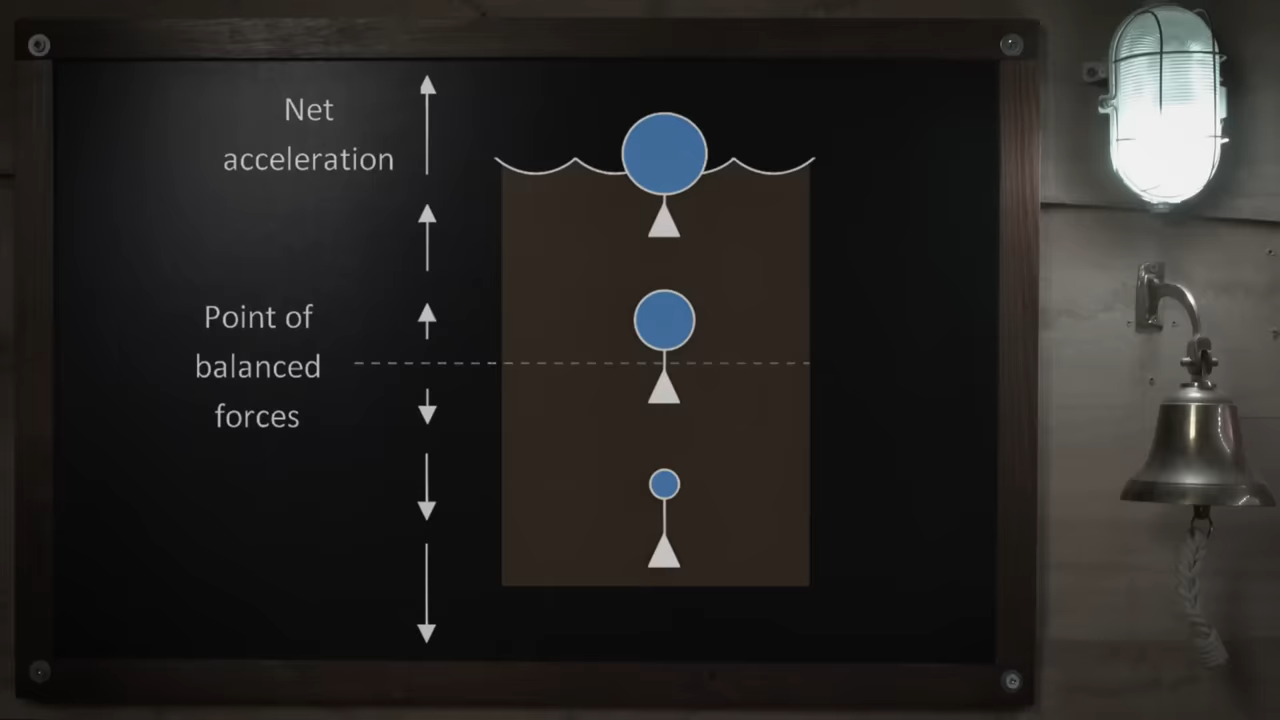 Net
acceleration
Point of
balanced
forces